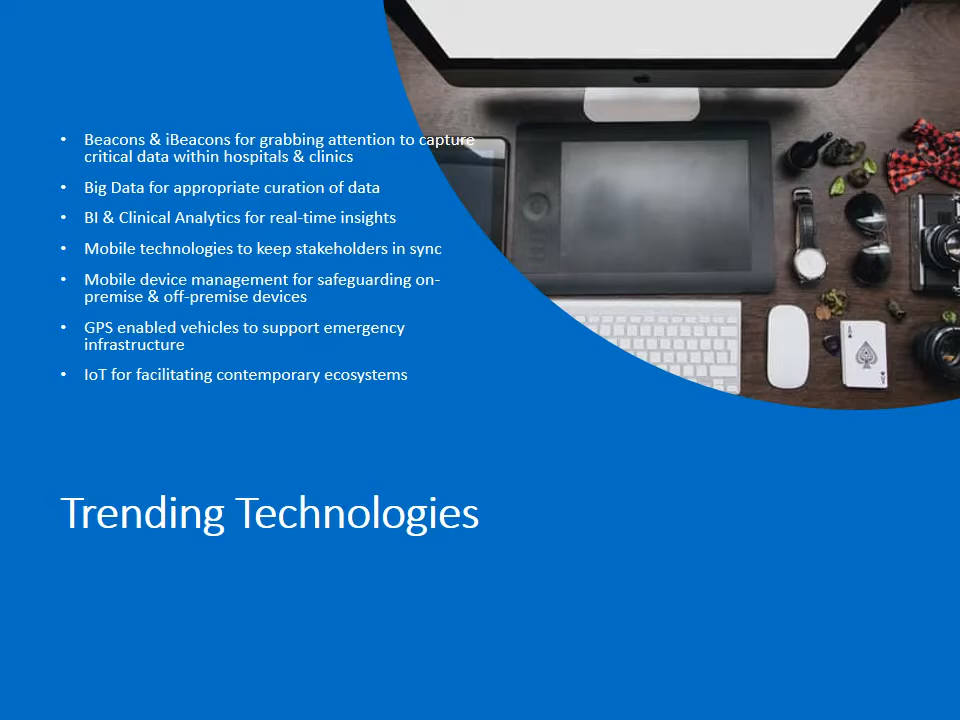 • Beacons & iBeacons for grabbing attention to capture
critical data within hospitals & clinics
• Big Data for appropriate curation of data
• BI & Clinical Analytics for real-time insights
• Mobile technologies to keep stakeholders in sync
• Mobile device management for safeguarding on-
premise & off-premise devices
• GPS enabled vehicles to support emergency
infrastructure
• IoT for facilitating contemporary ecosystems
Trending Technologies